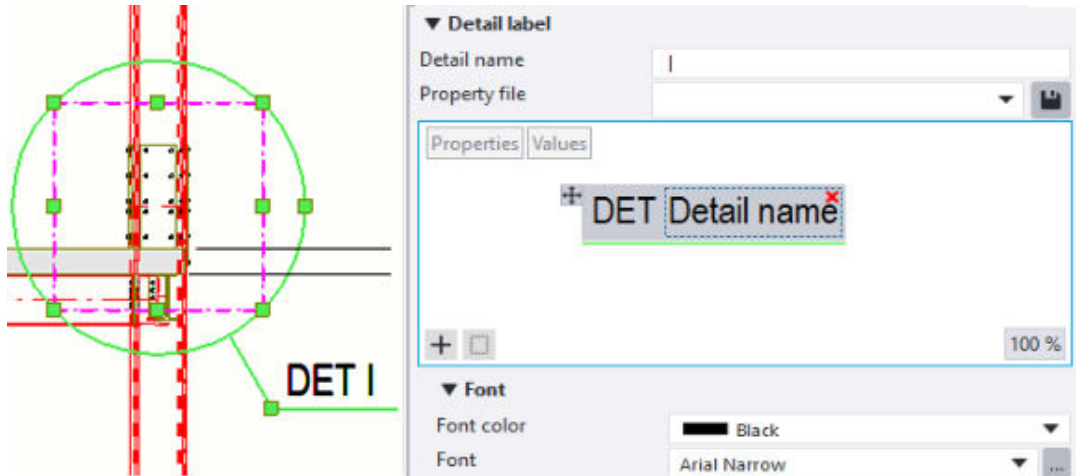 Detail label
Detail name
Property file
Properties Values
DET Detail name
100 %
DET I
Font
Font color Black
Font Arial Narrow ...